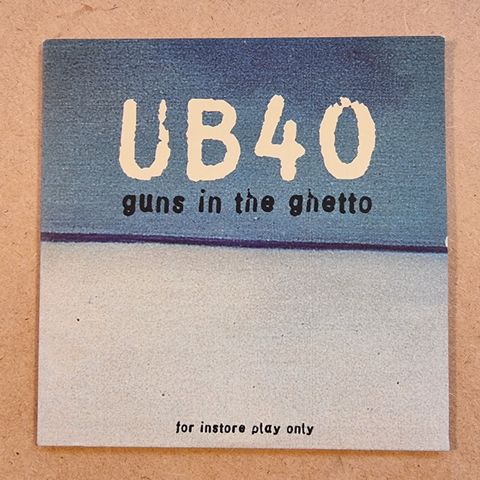 UB40
guns in the ghetto
for instore play only